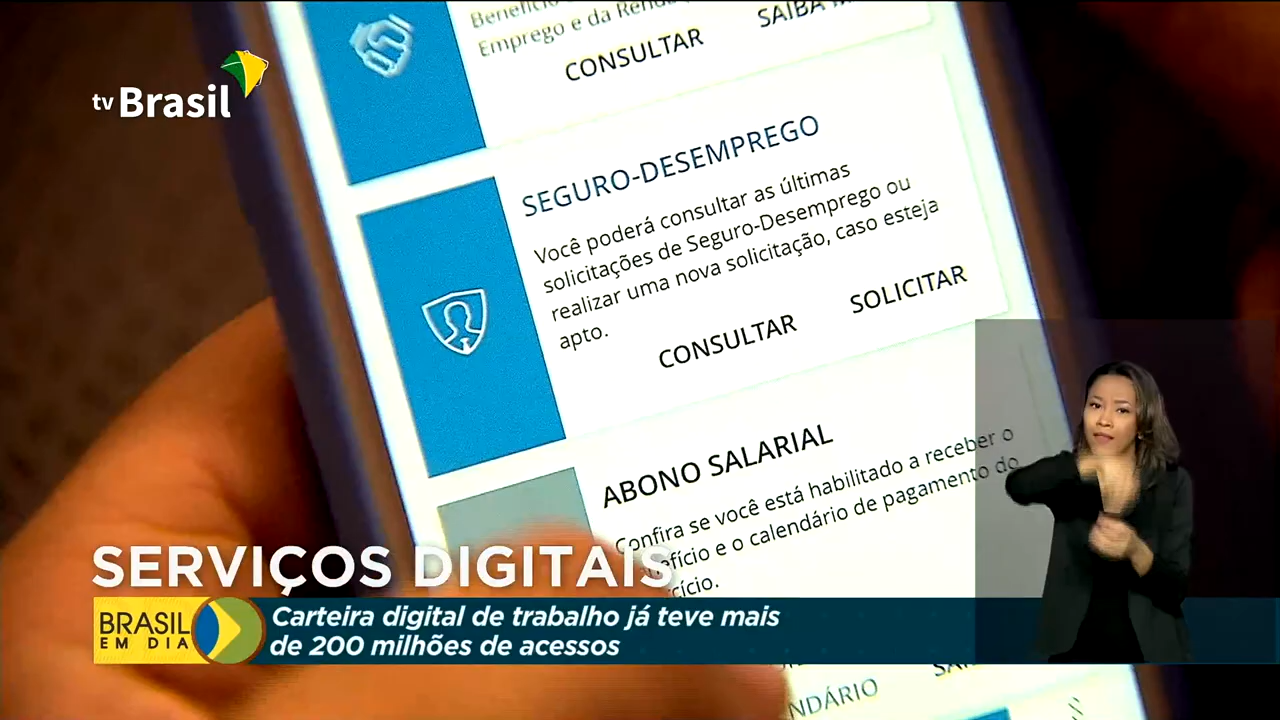 tv Brasil
Emprego e da
CONSULTAR
SAIBA
SEGURO-DESEMPREGO
Você poderá consultar as últimas
solicitações de Seguro-Desemprego ou
realizar uma nova solicitação, caso esteja
apto.
CONSULTAR
SOLICITAR
ABONO SALARIAL
Confira se você está habilitado a receber o
e o calendário de pagamento do
SERVIÇOS DIGITAIS
BRASIL
EM DIA
Carteira digital de trabalho já teve mais
de 200 milhões de acessos